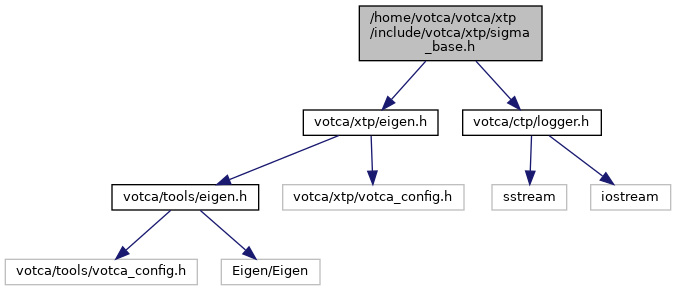 /home/votca/votca/xtp
/include/votca/xtp/sigma
_base.h
votca/xtp/eigen.h
votca/ctp/logger.h
votca/tools/eigen.h
votca/xtp/votca_config.h
sstream
iostream
votca/tools/votca_config.h
Eigen/Eigen